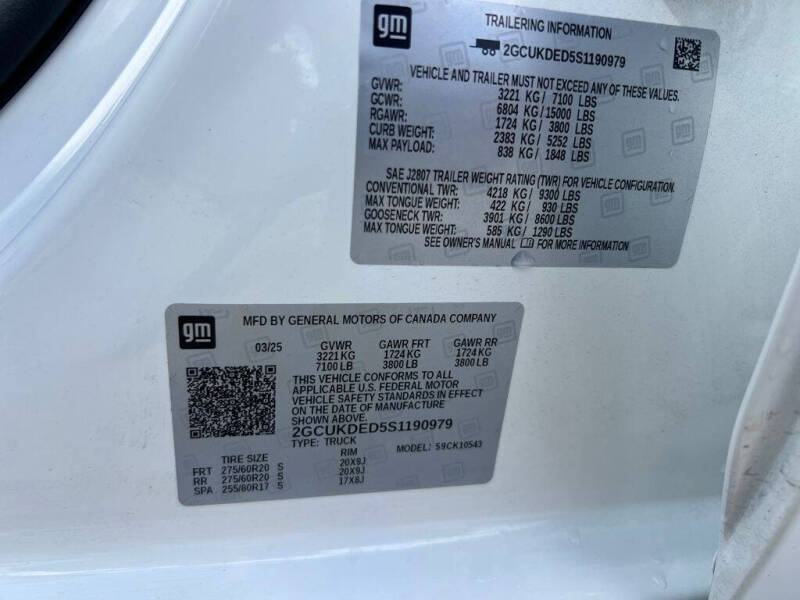 gm
TRAILERING INFORMATION
2GCUKDED5S1190979
VEHICLE AND TRAILER MUST NOT EXCEED ANY OF THESE VALUES.
GVWR: 3221 KG/ 7100 LBS
GCWR: 6804 KG/15000 LBS
RGAWR: 1724 KG/ 3800 LBS
CURB WEIGHT: 2383 KG/ 5252 LBS
MAX PAYLOAD: 838 KG/ 1848 LBS
SAE J2807 TRAILER WEIGHT RATING (TWR) FOR VEHICLE CONFIGURATION.
CONVENTIONAL TWR: 4218 KG / 9300 LBS
MAX TONGUE WEIGHT: 422 KG / 930 LBS
GOOSENECK TWR: 3901 KG/ 8600 LBS
MAX TONGUE WEIGHT: 585 KG/ 1290 LBS
SEE OWNER'S MANUAL FOR MORE INFORMATION
gm
MFD BY GENERAL MOTORS OF CANADA COMPANY
03/25 GVWR GAWR FRT GAWR RR
3221 KG 1724 KG 1724 KG
7100 LB 3800 LB 3800 LB
THIS VEHICLE CONFORMS TO ALL
APPLICABLE U.S. FEDERAL MOTOR
VEHICLE SAFETY STANDARDS IN EFFECT
ON THE DATE OF MANUFACTURE
SHOWN ABOVE.
2GCUKDED5S1190979
TYPE: TRUCK MODEL: S9CK10543
TIRE SIZE RIM
FRT 275/60R20 S 20X9J
RR 275/60R20 S 20X9J
SPA 255/80R17 S 17X8J